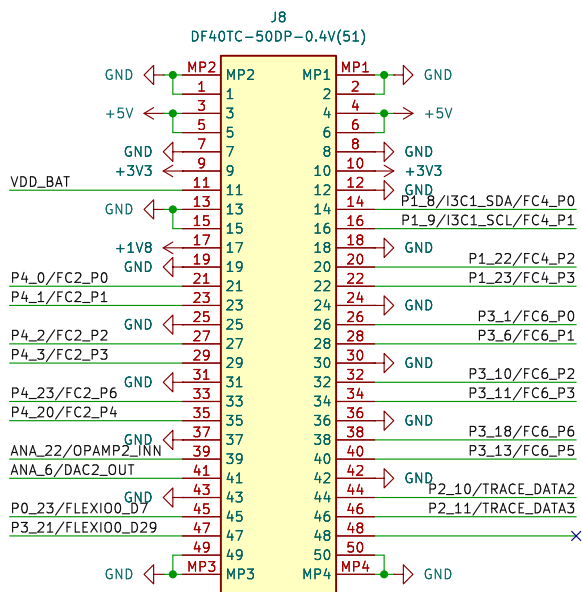 J8
DF40TC-50DP-0.4V(51)
GND MP2 MP2 MP1 MP1 GND
1 1 2 2
+5V 3 3 4 4 +5V
5 5 6 6
GND 7 7 8 8 GND
+3V3 9 9 10 10 +3V3
VDD_BAT 11 11 12 12 GND
GND 13 13 14 14 P1_8/I3C1_SDA/FC4_P0
15 15 16 16 P1_9/I3C1_SCL/FC4_P1
+1V8 17 17 18 18 GND
GND 19 19 20 20 P1_22/FC4_P2
P4_0/FC2_P0 21 21 22 22 P1_23/FC4_P3
P4_1/FC2_P1 23 23 24 24 GND
GND 25 25 26 26 P3_1/FC6_P0
P4_2/FC2_P2 27 27 28 28 P3_6/FC6_P1
P4_3/FC2_P3 29 29 30 30 GND
GND 31 31 32 32 P3_10/FC6_P2
P4_23/FC2_P6 33 33 34 34 P3_11/FC6_P3
P4_20/FC2_P4 35 35 36 36 GND
GND 37 37 38 38 P3_18/FC6_P6
ANA_22/OPAMP2_INN 39 39 40 40 P3_13/FC6_P5
ANA_6/DAC2_OUT 41 41 42 42 GND
GND 43 43 44 44 P2_10/TRACE_DATA2
P0_23/FLEXIO0_D7 45 45 46 46 P2_11/TRACE_DATA3
P3_21/FLEXIO0_D29 47 47 48 48
49 49 50 50
GND MP3 MP3 MP4 MP4 GND